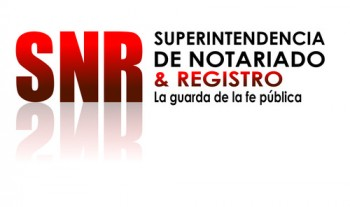 SNR
SUPERINTENDENCIA
DE NOTARIADO
& REGISTRO
La guarda de la fe pública